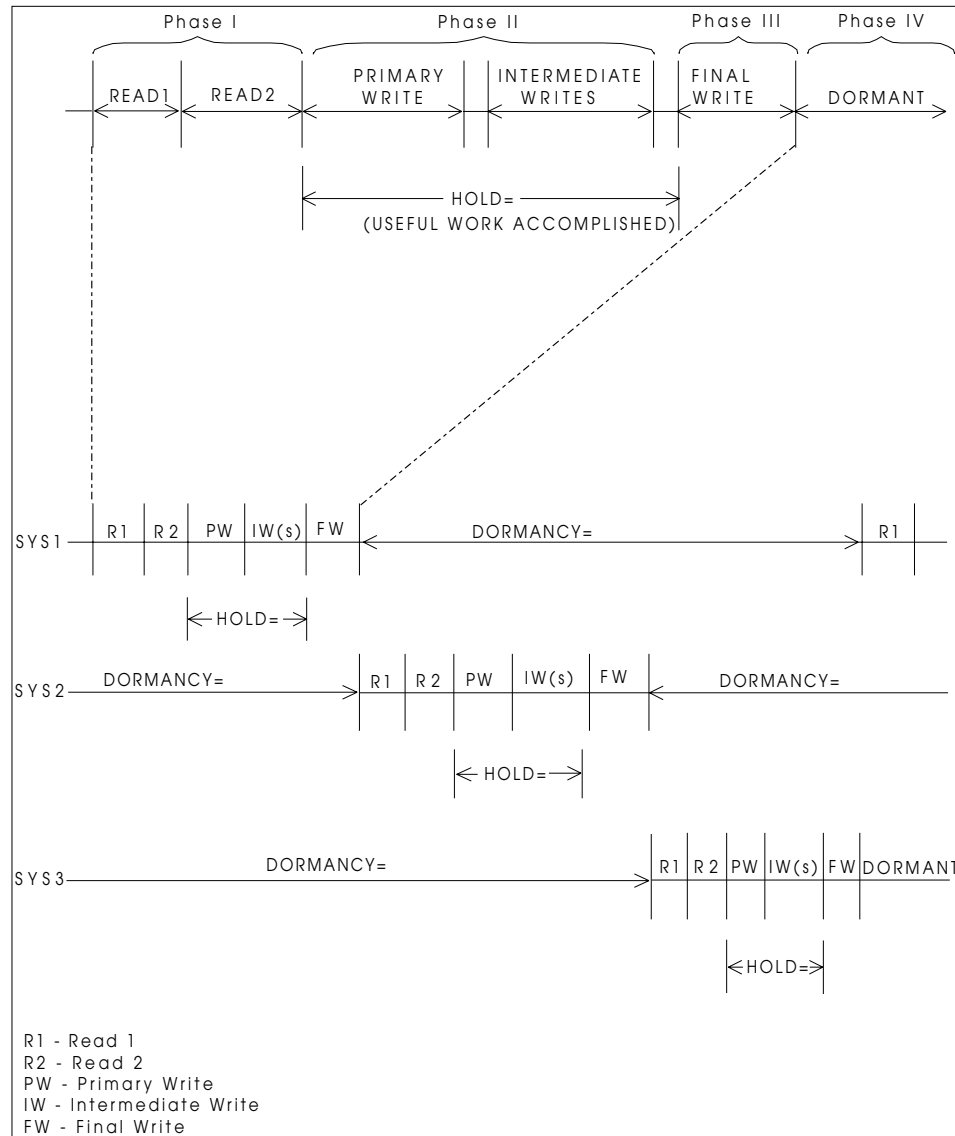 Phase I Phase II Phase III Phase IV
READ1 READ2 PRIMARY WRITE INTERMEDIATE WRITES FINAL WRITE DORMANT
HOLD=
(USEFUL WORK ACCOMPLISHED)
SYS1 R1 R2 PW IW(s) FW DORMANCY= R1
HOLD=
SYS2 DORMANCY= R1 R2 PW IW(s) FW DORMANCY=
HOLD=
SYS3 DORMANCY= R1 R2 PW IW(s) FW DORMANT
HOLD=
R1 - Read 1
R2 - Read 2
PW - Primary Write
IW - Intermediate Write
FW - Final Write